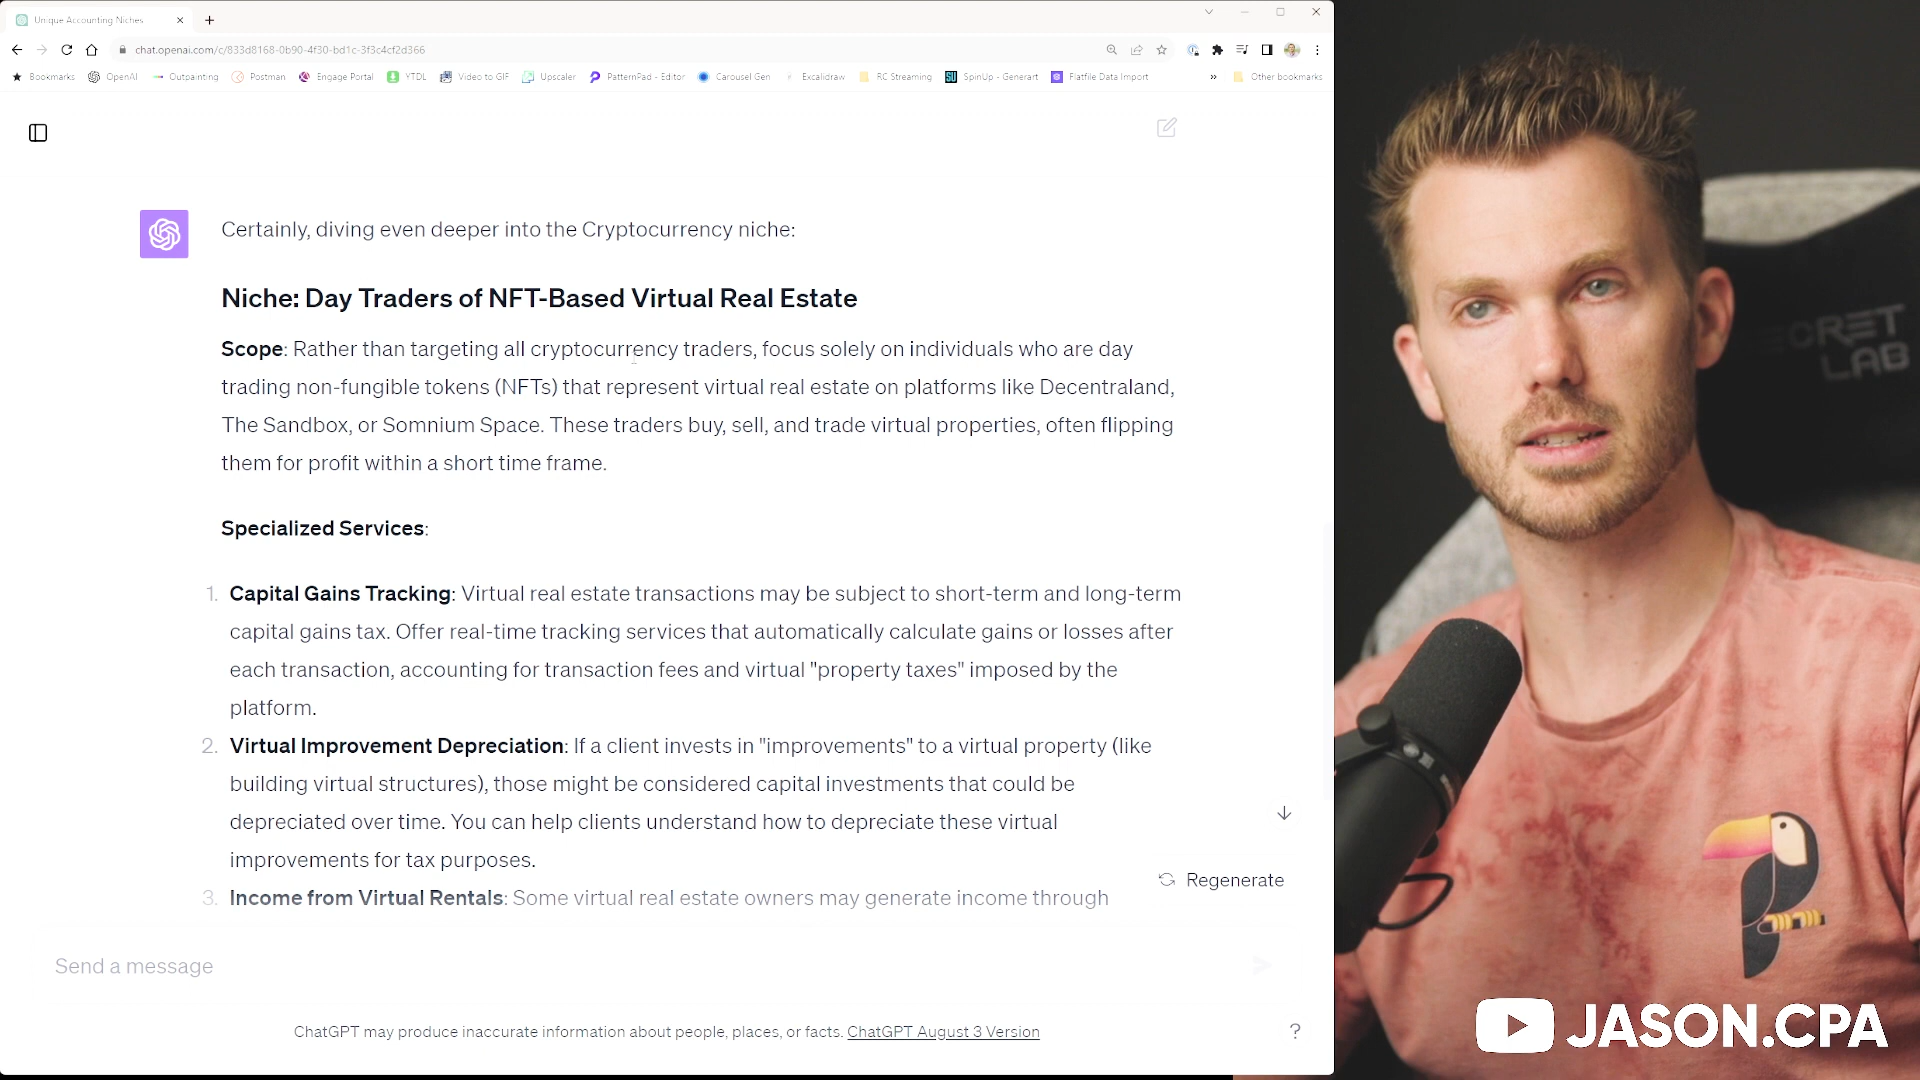 Unique Accounting Niches
chat.openai.com/c/833d8168-0b90-4f30-bd1c-3f3c4cf2d366
Bookmarks OpenAI Outpainting Postman Engage Portal YTDL Video to GIF Upscaler PatternPad - Editor Carousel Gen Excalidraw RC Streaming SU SpinUp - Generart Flatfile Data Import » Other bookmarks
Certainly, diving even deeper into the Cryptocurrency niche:
Niche: Day Traders of NFT-Based Virtual Real Estate
Scope: Rather than targeting all cryptocurrency traders, focus solely on individuals who are day
trading non-fungible tokens (NFTs) that represent virtual real estate on platforms like Decentraland,
The Sandbox, or Somnium Space. These traders buy, sell, and trade virtual properties, often flipping
them for profit within a short time frame.
Specialized Services:
1. Capital Gains Tracking: Virtual real estate transactions may be subject to short-term and long-term
capital gains tax. Offer real-time tracking services that automatically calculate gains or losses after
each transaction, accounting for transaction fees and virtual "property taxes" imposed by the
platform.
2. Virtual Improvement Depreciation: If a client invests in "improvements" to a virtual property (like
building virtual structures), those might be considered capital investments that could be
depreciated over time. You can help clients understand how to depreciate these virtual
improvements for tax purposes.
Regenerate
3. Income from Virtual Rentals: Some virtual real estate owners may generate income through
Send a message
ChatGPT may produce inaccurate information about people, places, or facts. ChatGPT August 3 Version
?
LAB
JASON.CPA